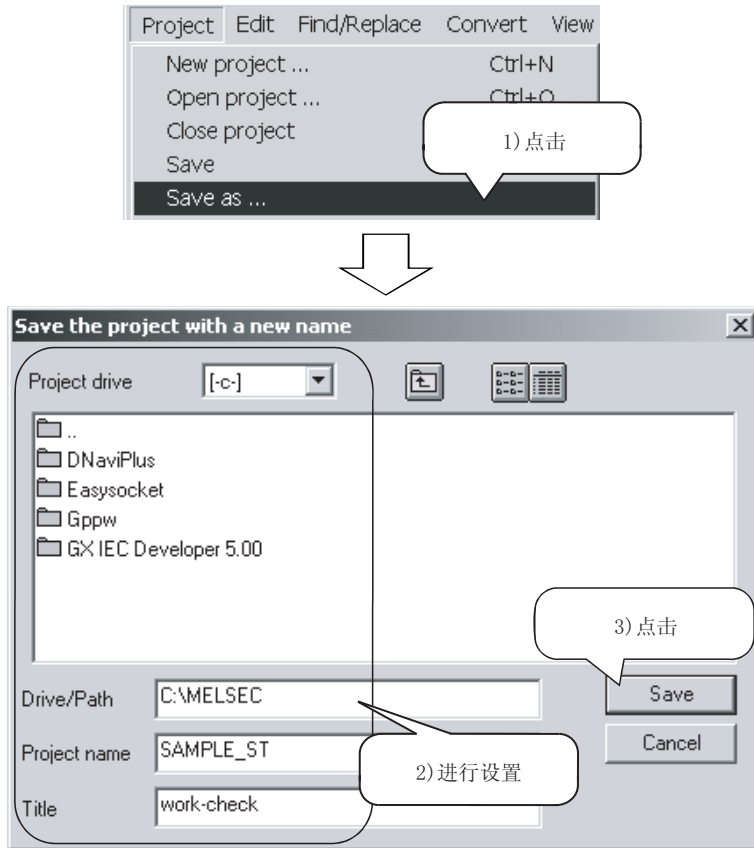 Project Edit Find/Replace Convert View
New project ... Ctrl+N
Open project ... Ctrl+O
Close project
1)点击
Save
Save as ...
Save the project with a new name
Project drive [-c-]
..
DNaviPlus
Easysocket
Gppw
GX IEC Developer 5.00
3)点击
Drive/Path C:\MELSEC Save
Project name SAMPLE_ST Cancel
2)进行设置
Title work-check